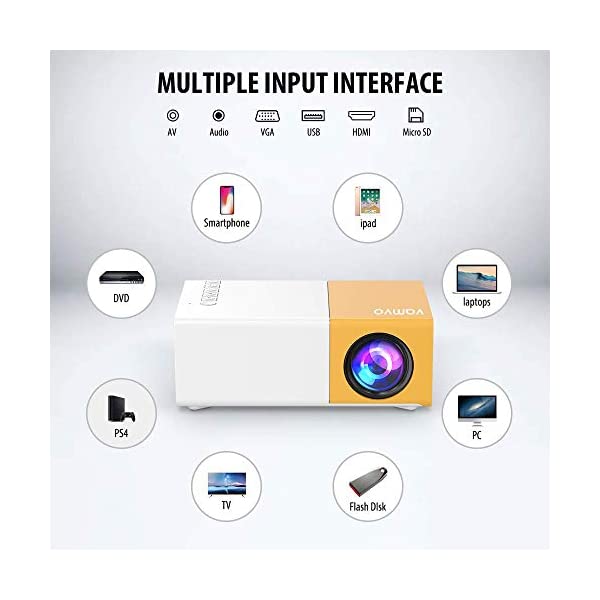 MULTIPLE INPUT INTERFACE
AV Audio VGA USB HDMI Micro SD
Smartphone
ipad
DVD
laptops
vamvo
PS4
PC
TV
Flash DIsk